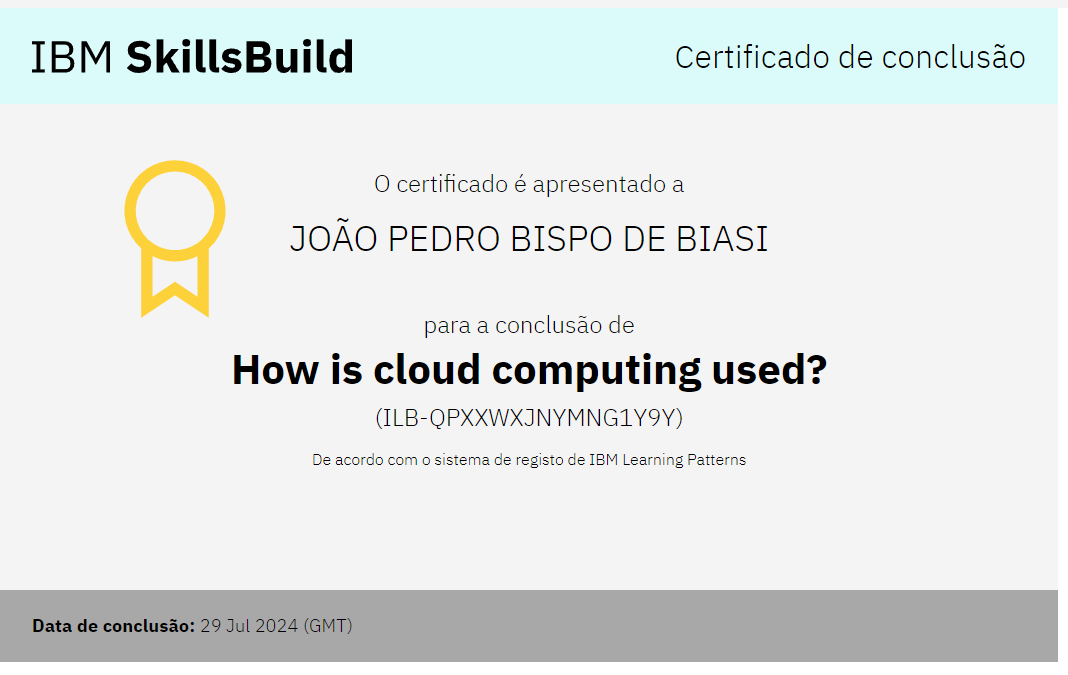 IBM SkillsBuild
Certificado de conclusão
O certificado é apresentado a
JOÃO PEDRO BISPO DE BIASI
para a conclusão de
How is cloud computing used?
(ILB-QPXXWXJNYMNG1Y9Y)
De acordo com o sistema de registo de IBM Learning Patterns
Data de conclusão: 29 Jul 2024 (GMT)